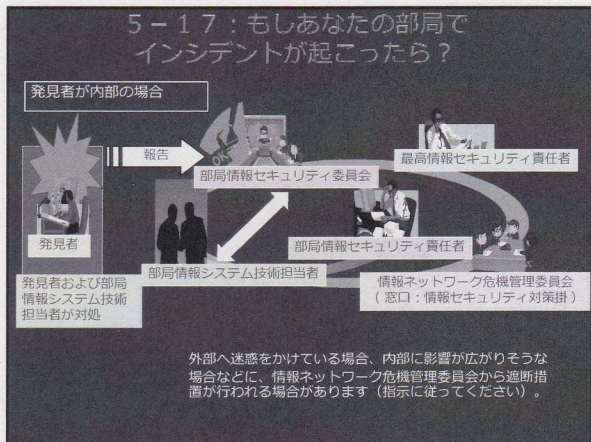 5－17：もしあなたの部局で
インシデントが起こったら？
発見者が内部の場合
報告
OK
部局情報セキュリティ委員会
最高情報セキュリティ責任者
発見者
部局情報システム技術担当者
部局情報セキュリティ責任者
発見者および部局
情報システム技術
担当者が対処
情報ネットワーク危機管理委員会
（窓口：情報セキュリティ対策掛）
外部へ迷惑をかけている場合、内部に影響が広がりそうな
場合などに、情報ネットワーク危機管理委員会から遮断措
置が行われる場合があります（指示に従ってください）。